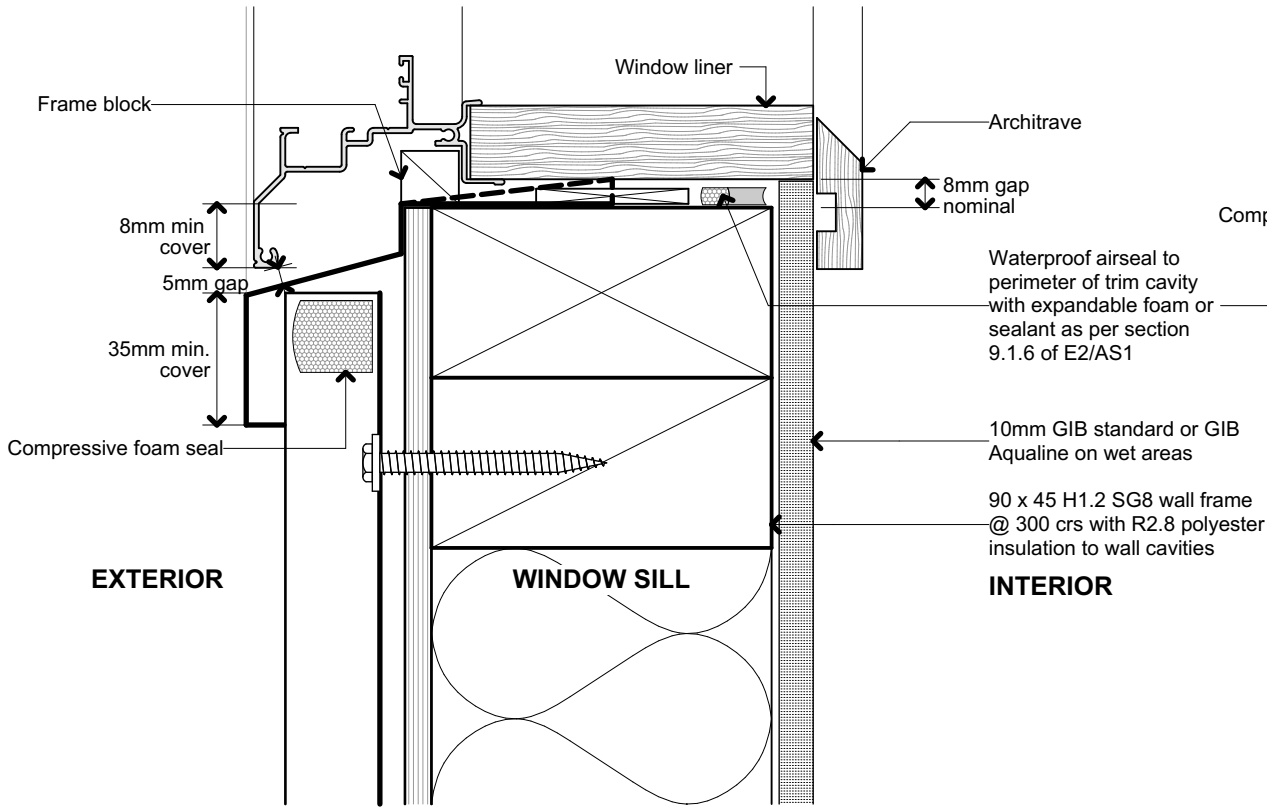 Window liner
Frame block
Architrave
8mm gap
nominal
8mm min
cover
Comp
5mm gap
Waterproof airseal to
perimeter of trim cavity
with expandable foam or
sealant as per section
9.1.6 of E2/AS1
35mm min.
cover
Compressive foam seal
10mm GIB standard or GIB
Aqualine on wet areas
90 x 45 H1.2 SG8 wall frame
@ 300 crs with R2.8 polyester
insulation to wall cavities
EXTERIOR
WINDOW SILL
INTERIOR